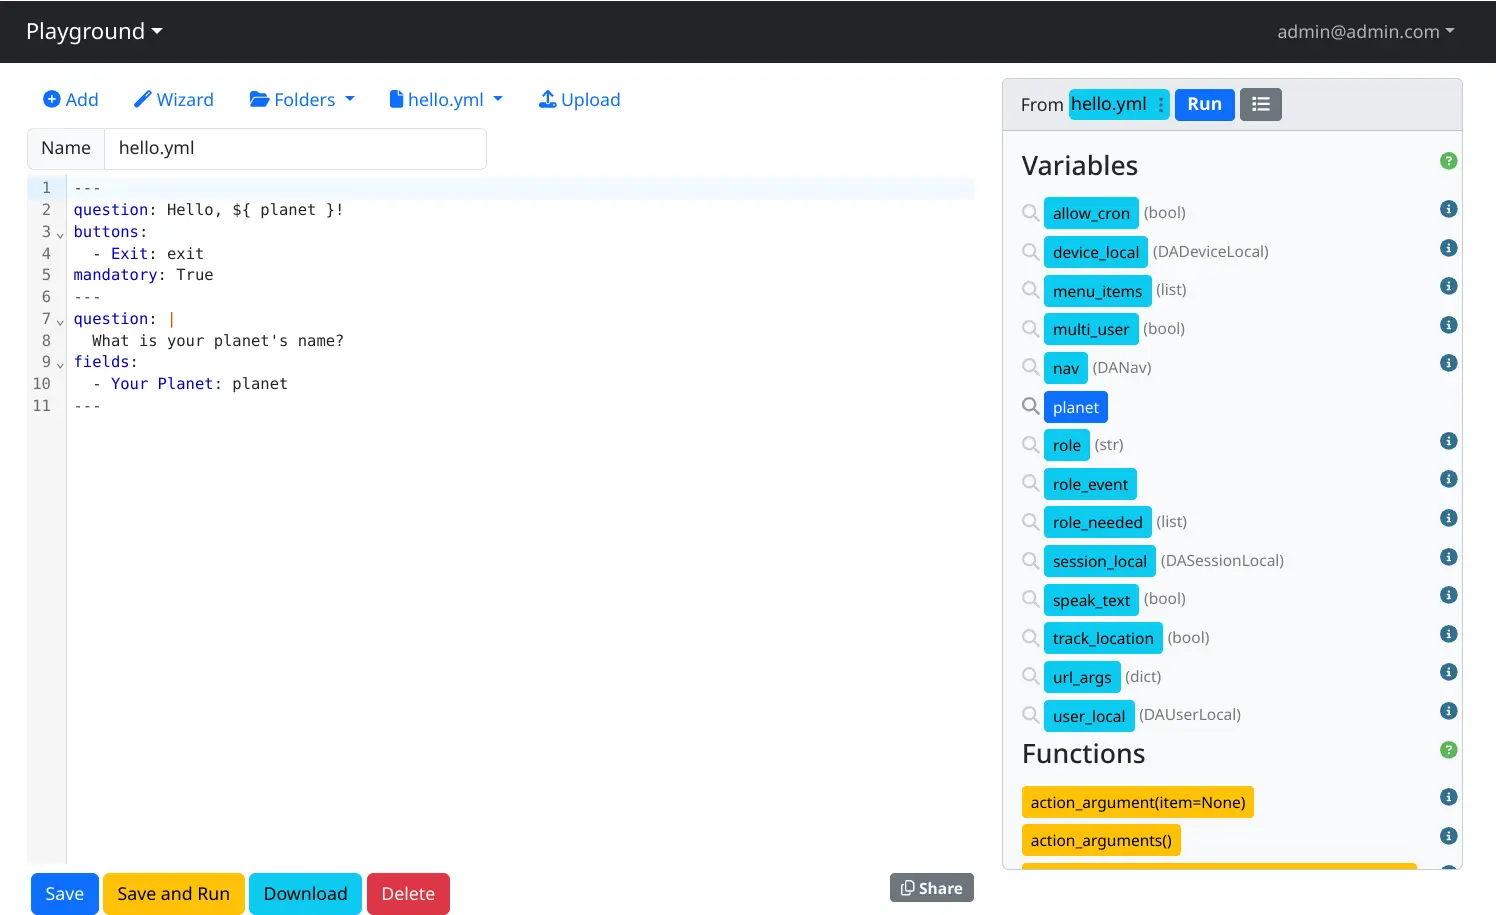 Playground
admin@admin.com
Add Wizard Folders hello.yml Upload
Name hello.yml
1 ---
2 question: Hello, ${ planet }!
3 buttons:
4   - Exit: exit
5 mandatory: True
6 ---
7 question: |
8   What is your planet's name?
9 fields:
10   - Your Planet: planet
11 ---
Save Save and Run Download Delete Share
From hello.yml Run
Variables
allow_cron (bool)
device_local (DADeviceLocal)
menu_items (list)
multi_user (bool)
nav (DANav)
planet
role (str)
role_event
role_needed (list)
session_local (DASessionLocal)
speak_text (bool)
track_location (bool)
url_args (dict)
user_local (DAUserLocal)
Functions
action_argument(item=None)
action_arguments()